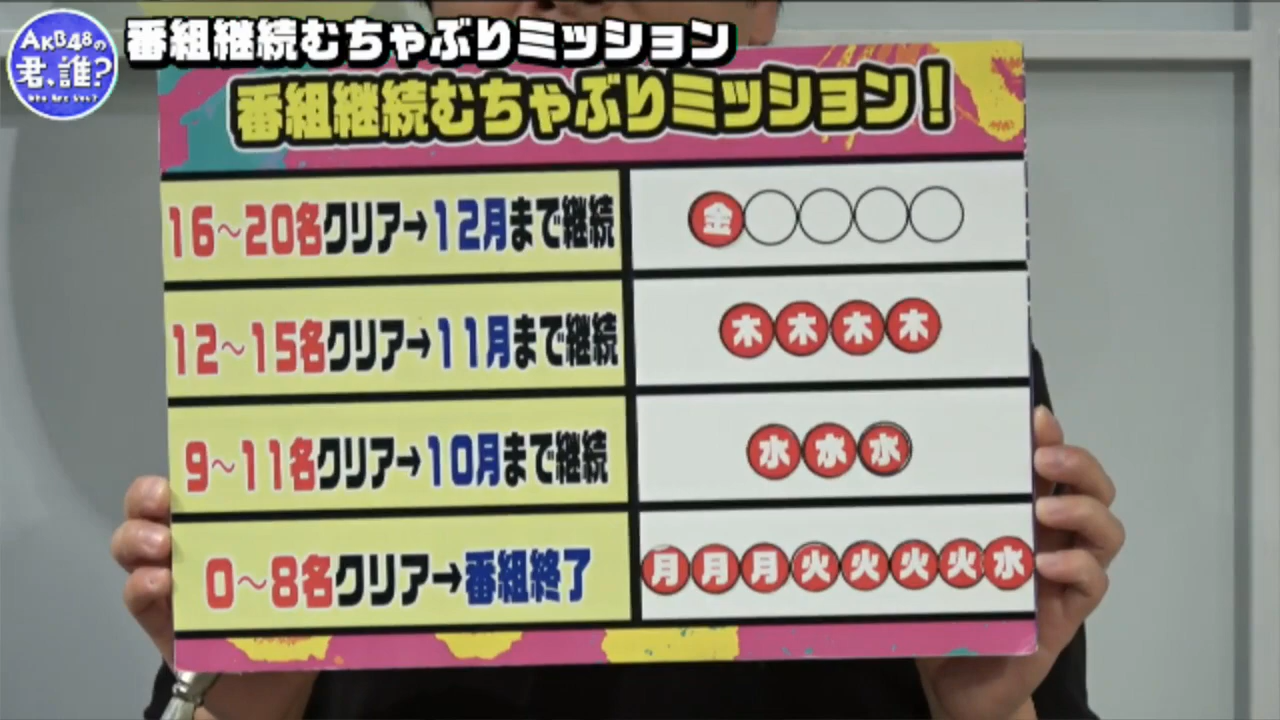 AKB48の
君、誰?
Who Are You?
番組継続むちゃぶりミッション
番組継続むちゃぶりミッション!
16~20名クリア→12月まで継続
金
12~15名クリア→11月まで継続
木木木木
9~11名クリア→10月まで継続
水水水
0~8名クリア→番組終了
月月月火火火火水